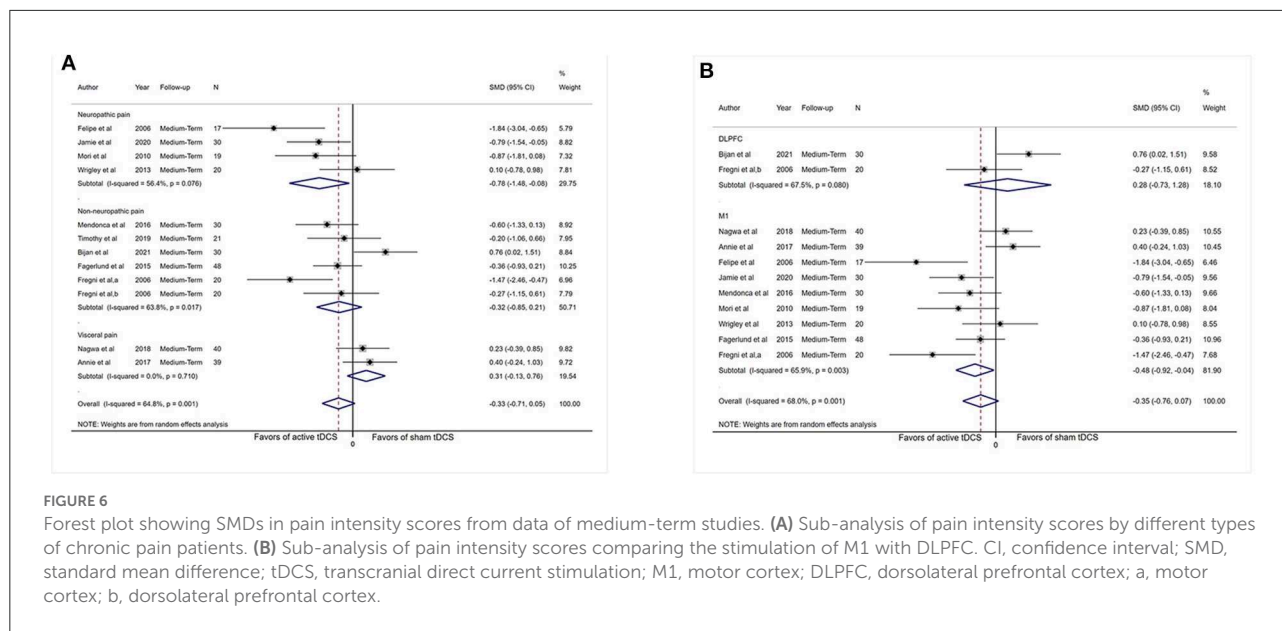 A
%
Author Year Follow-up N SMD (95% CI) Weight
Neuropathic pain
Felipe et al 2006 Medium-Term 17 -1.84 (-3.04, -0.65) 5.79
Jamie et al 2020 Medium-Term 30 -0.79 (-1.54, -0.05) 8.82
Mori et al 2010 Medium-Term 19 -0.87 (-1.81, 0.08) 7.32
Wrigley et al 2013 Medium-Term 20 0.10 (-0.78, 0.98) 7.81
Subtotal (I-squared = 56.4%, p = 0.076) -0.78 (-1.48, -0.08) 29.75
.
Non-neuropathic pain
Mendonca et al 2016 Medium-Term 30 -0.60 (-1.33, 0.13) 8.92
Timothy et al 2019 Medium-Term 21 -0.20 (-1.06, 0.66) 7.95
Bijan et al 2021 Medium-Term 30 0.76 (0.02, 1.51) 8.84
Fagerlund et al 2015 Medium-Term 48 -0.36 (-0.93, 0.21) 10.25
Fregni et al,a 2006 Medium-Term 20 -1.47 (-2.46, -0.47) 6.96
Fregni et al,b 2006 Medium-Term 20 -0.27 (-1.15, 0.61) 7.79
Subtotal (I-squared = 63.8%, p = 0.017) -0.32 (-0.85, 0.21) 50.71
.
Visceral pain
Nagwa et al 2018 Medium-Term 40 0.23 (-0.39, 0.85) 9.82
Annie et al 2017 Medium-Term 39 0.40 (-0.24, 1.03) 9.72
Subtotal (I-squared = 0.0%, p = 0.710) 0.31 (-0.13, 0.76) 19.54
.
Overall (I-squared = 64.8%, p = 0.001) -0.33 (-0.71, 0.05) 100.00
NOTE: Weights are from random effects analysis
Favors of active tDCS Favors of sham tDCS
0
B
%
Author Year Follow-up N SMD (95% CI) Weight
DLPFC
Bijan et al 2021 Medium-Term 30 0.76 (0.02, 1.51) 9.58
Fregni et al,b 2006 Medium-Term 20 -0.27 (-1.15, 0.61) 8.52
Subtotal (I-squared = 67.5%, p = 0.080) 0.28 (-0.73, 1.28) 18.10
.
M1
Nagwa et al 2018 Medium-Term 40 0.23 (-0.39, 0.85) 10.55
Annie et al 2017 Medium-Term 39 0.40 (-0.24, 1.03) 10.45
Felipe et al 2006 Medium-Term 17 -1.84 (-3.04, -0.65) 6.46
Jamie et al 2020 Medium-Term 30 -0.79 (-1.54, -0.05) 9.56
Mendonca et al 2016 Medium-Term 30 -0.60 (-1.33, 0.13) 9.66
Mori et al 2010 Medium-Term 19 -0.87 (-1.81, 0.08) 7.97
Wrigley et al 2013 Medium-Term 20 0.10 (-0.78, 0.98) 8.55
Fagerlund et al 2015 Medium-Term 48 -0.36 (-0.93, 0.21) 10.96
Fregni et al,a 2006 Medium-Term 20 -1.47 (-2.46, -0.47) 7.68
Subtotal (I-squared = 65.9%, p = 0.003) -0.48 (-0.92, -0.04) 81.90
.
Overall (I-squared = 68.0%, p = 0.001) -0.35 (-0.76, 0.07) 100.00
NOTE: Weights are from random effects analysis
Favors of active tDCS Favors of sham tDCS
0
FIGURE 6
Forest plot showing SMDs in pain intensity scores from data of medium-term studies. (A) Sub-analysis of pain intensity scores by different types
of chronic pain patients. (B) Sub-analysis of pain intensity scores comparing the stimulation of M1 with DLPFC. CI, confidence interval; SMD,
standard mean difference; tDCS, transcranial direct current stimulation; M1, motor cortex; DLPFC, dorsolateral prefrontal cortex; a, motor
cortex; b, dorsolateral prefrontal cortex.